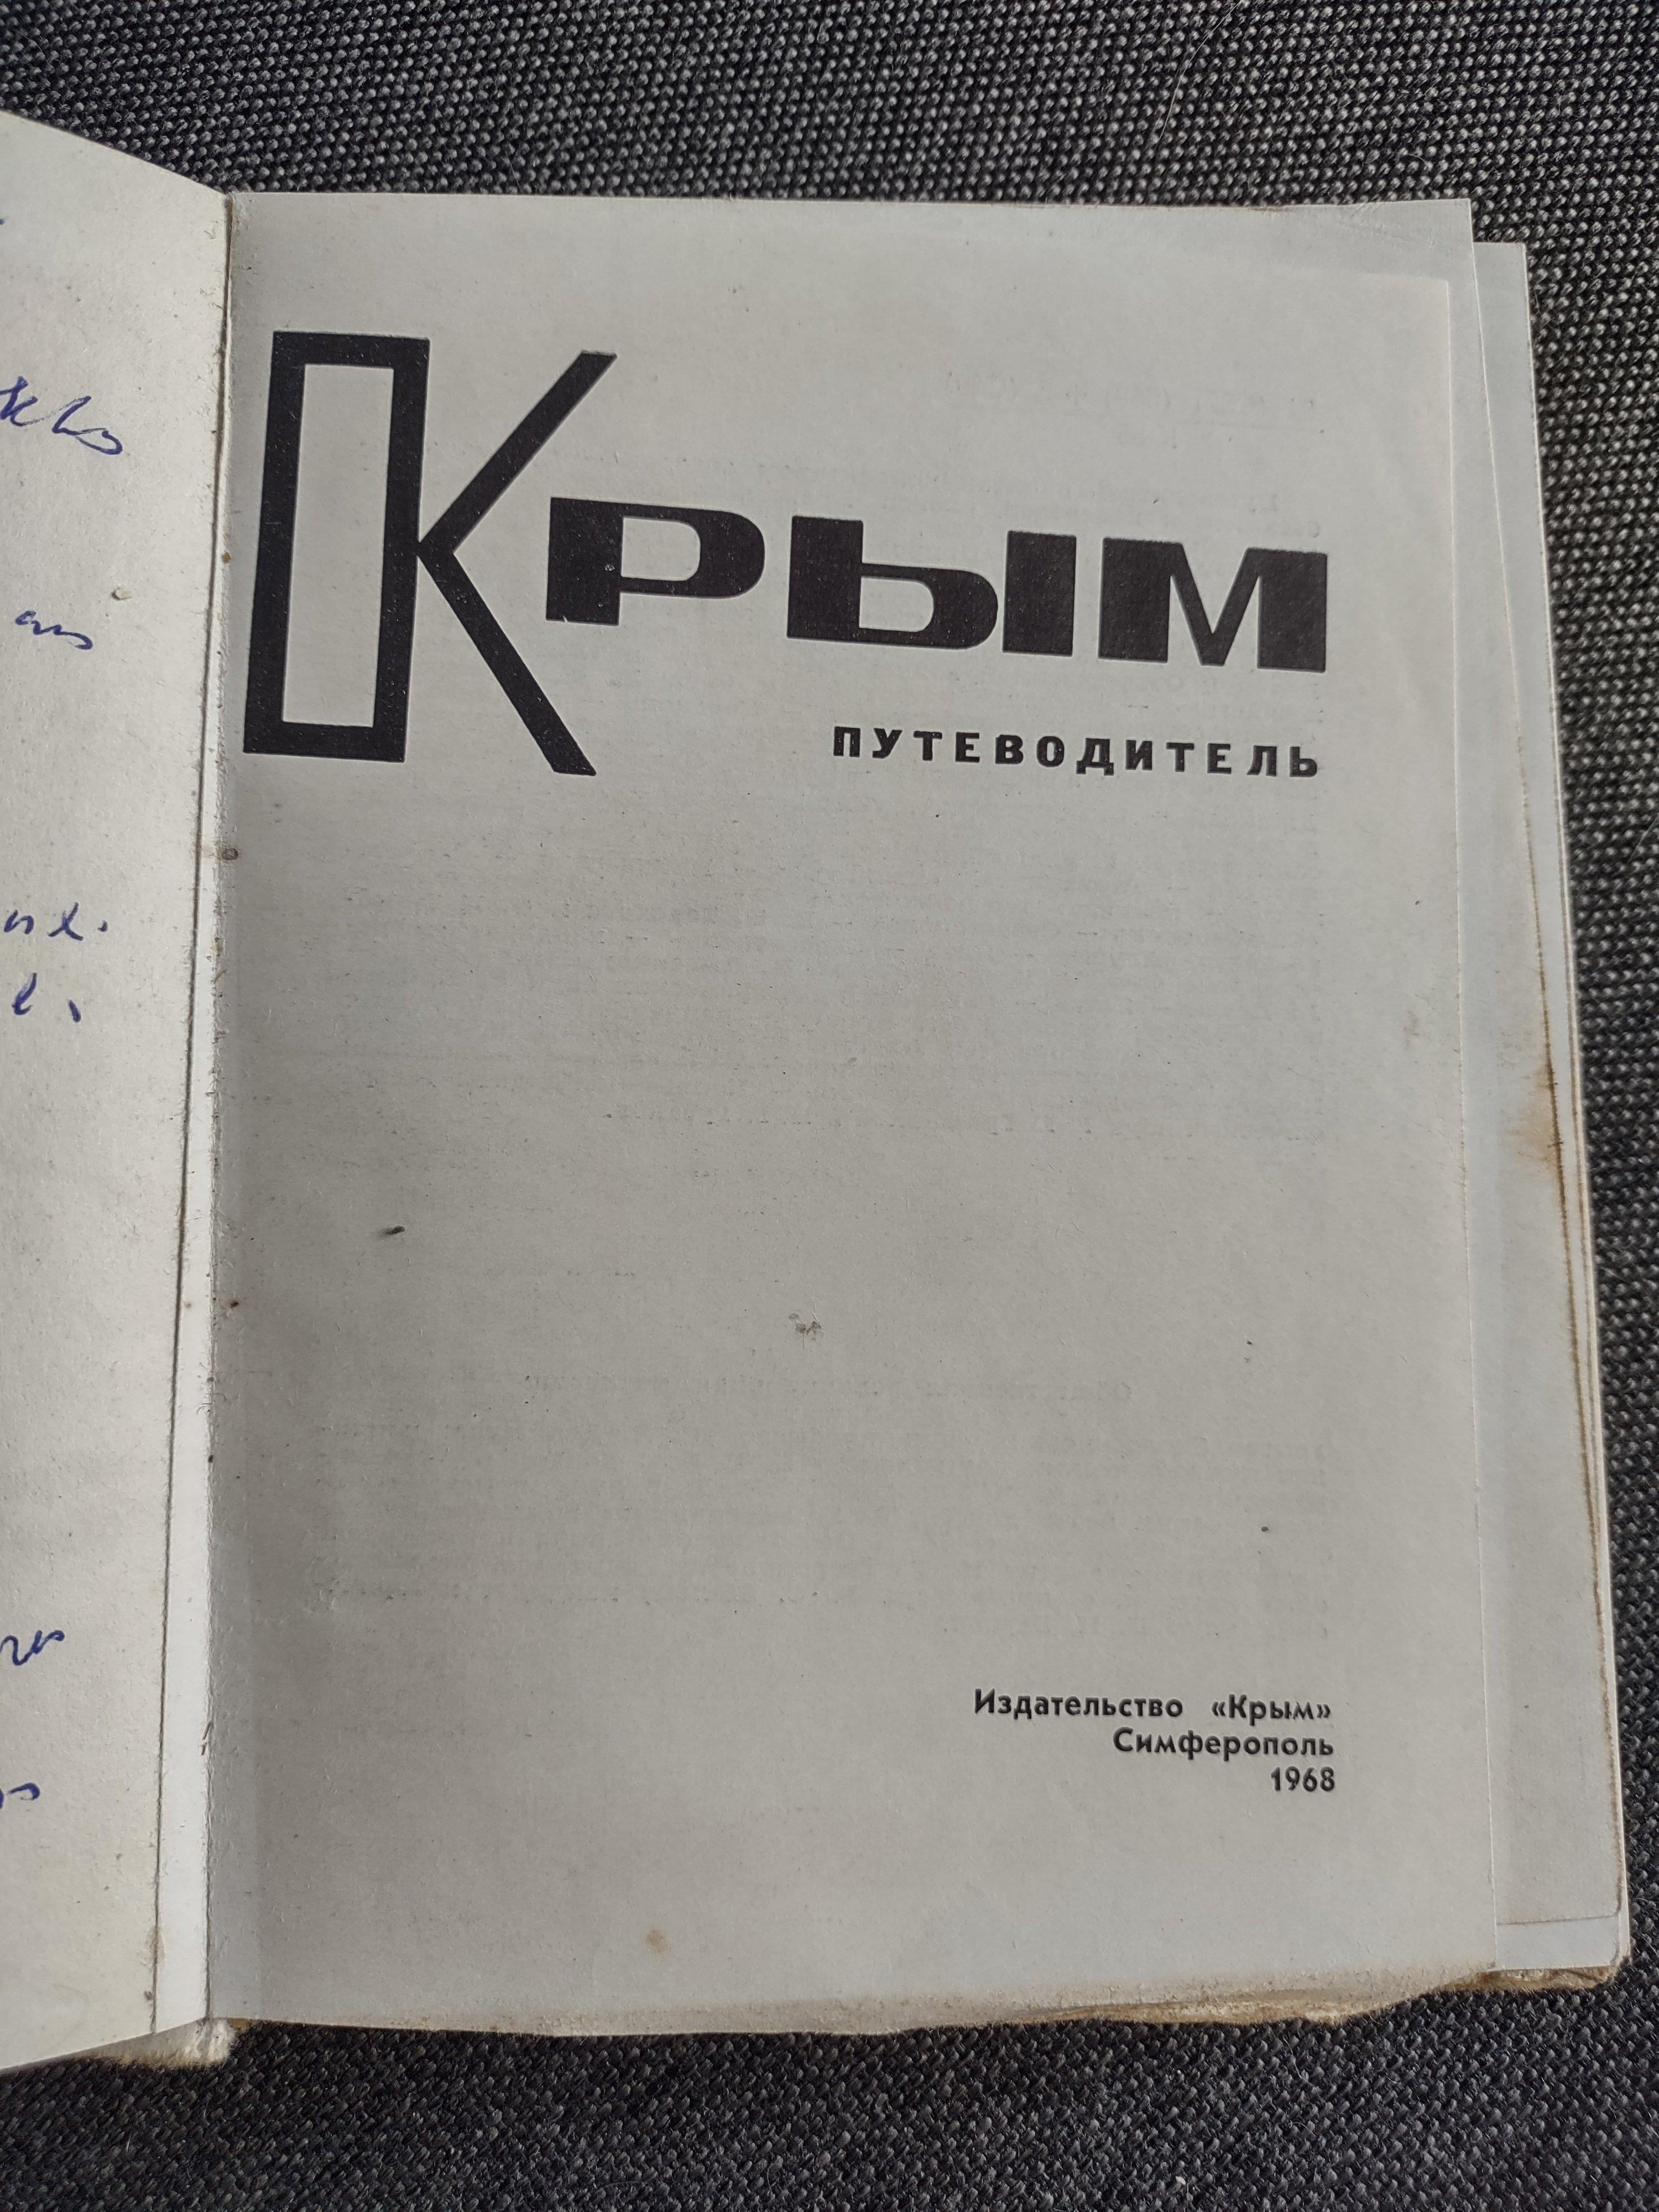 Крым
ПУТЕВОДИТЕЛЬ
Издательство «Крым»
Симферополь
1968